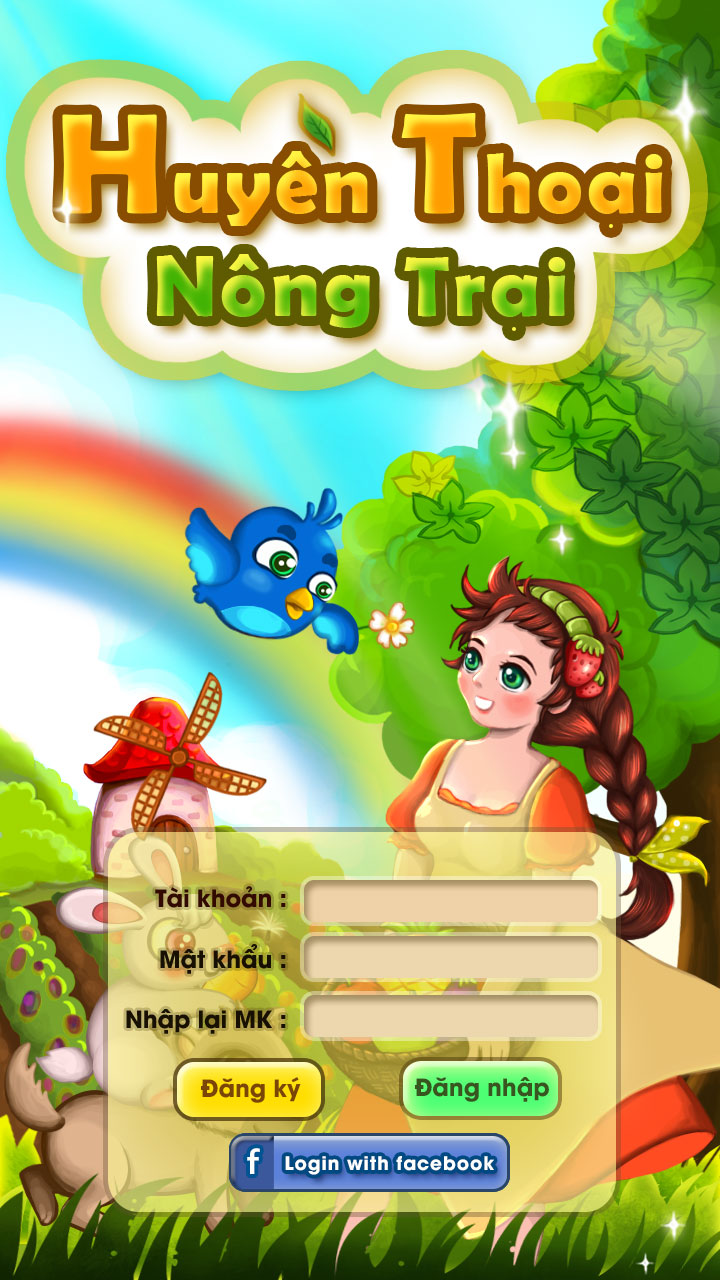 Huyền Thoại
Nông Trại
Tài khoản :
Mật khẩu :
Nhập lại MK :
Đăng ký
Đăng nhập
f Login with facebook